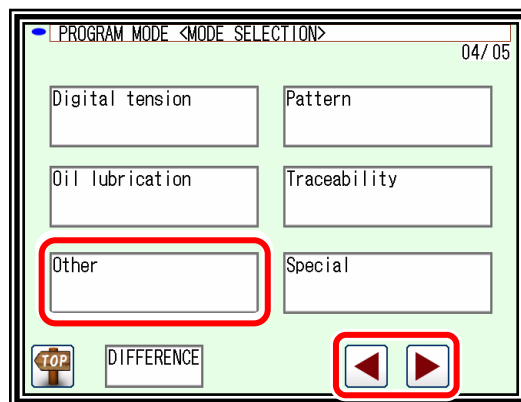 PROGRAM MODE <MODE SELECTION>
04/05
Digital tension
Pattern
Oil lubrication
Traceability
Other
Special
TOP
DIFFERENCE